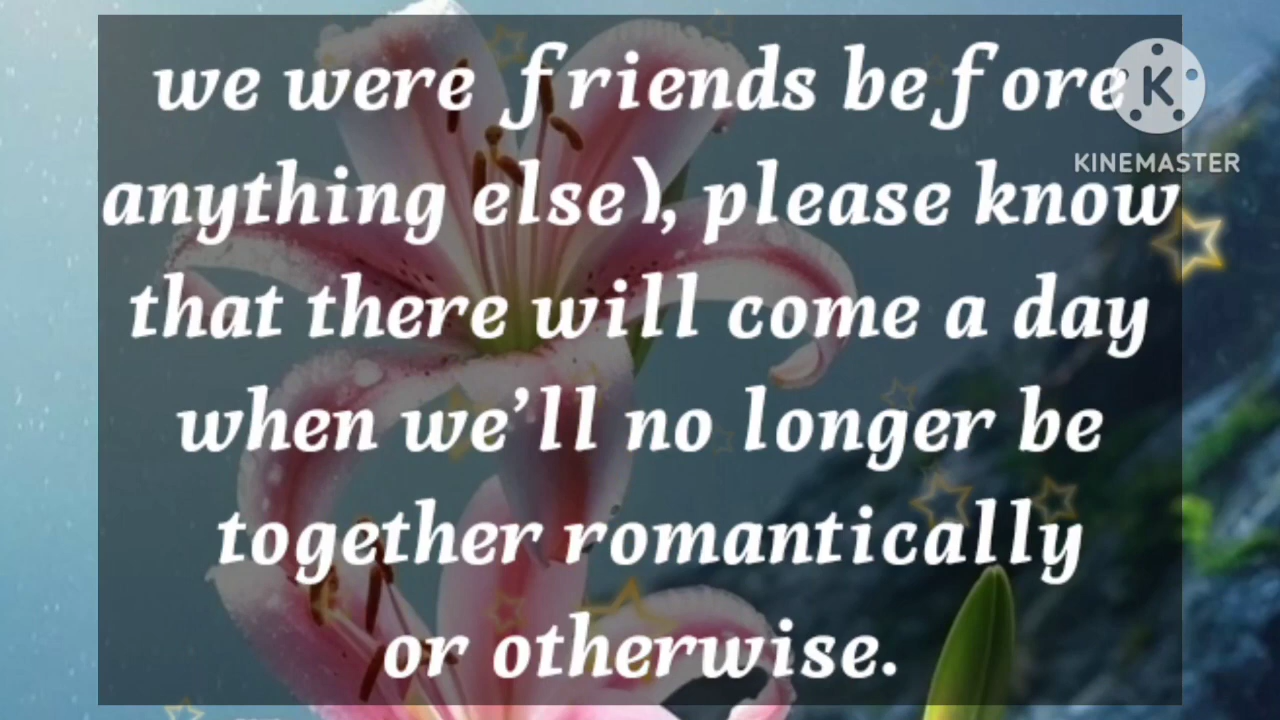 we were friends before
anything else), please know
that there will come a day
when we’ll no longer be
together romantically
or otherwise.
K
KINEMASTER